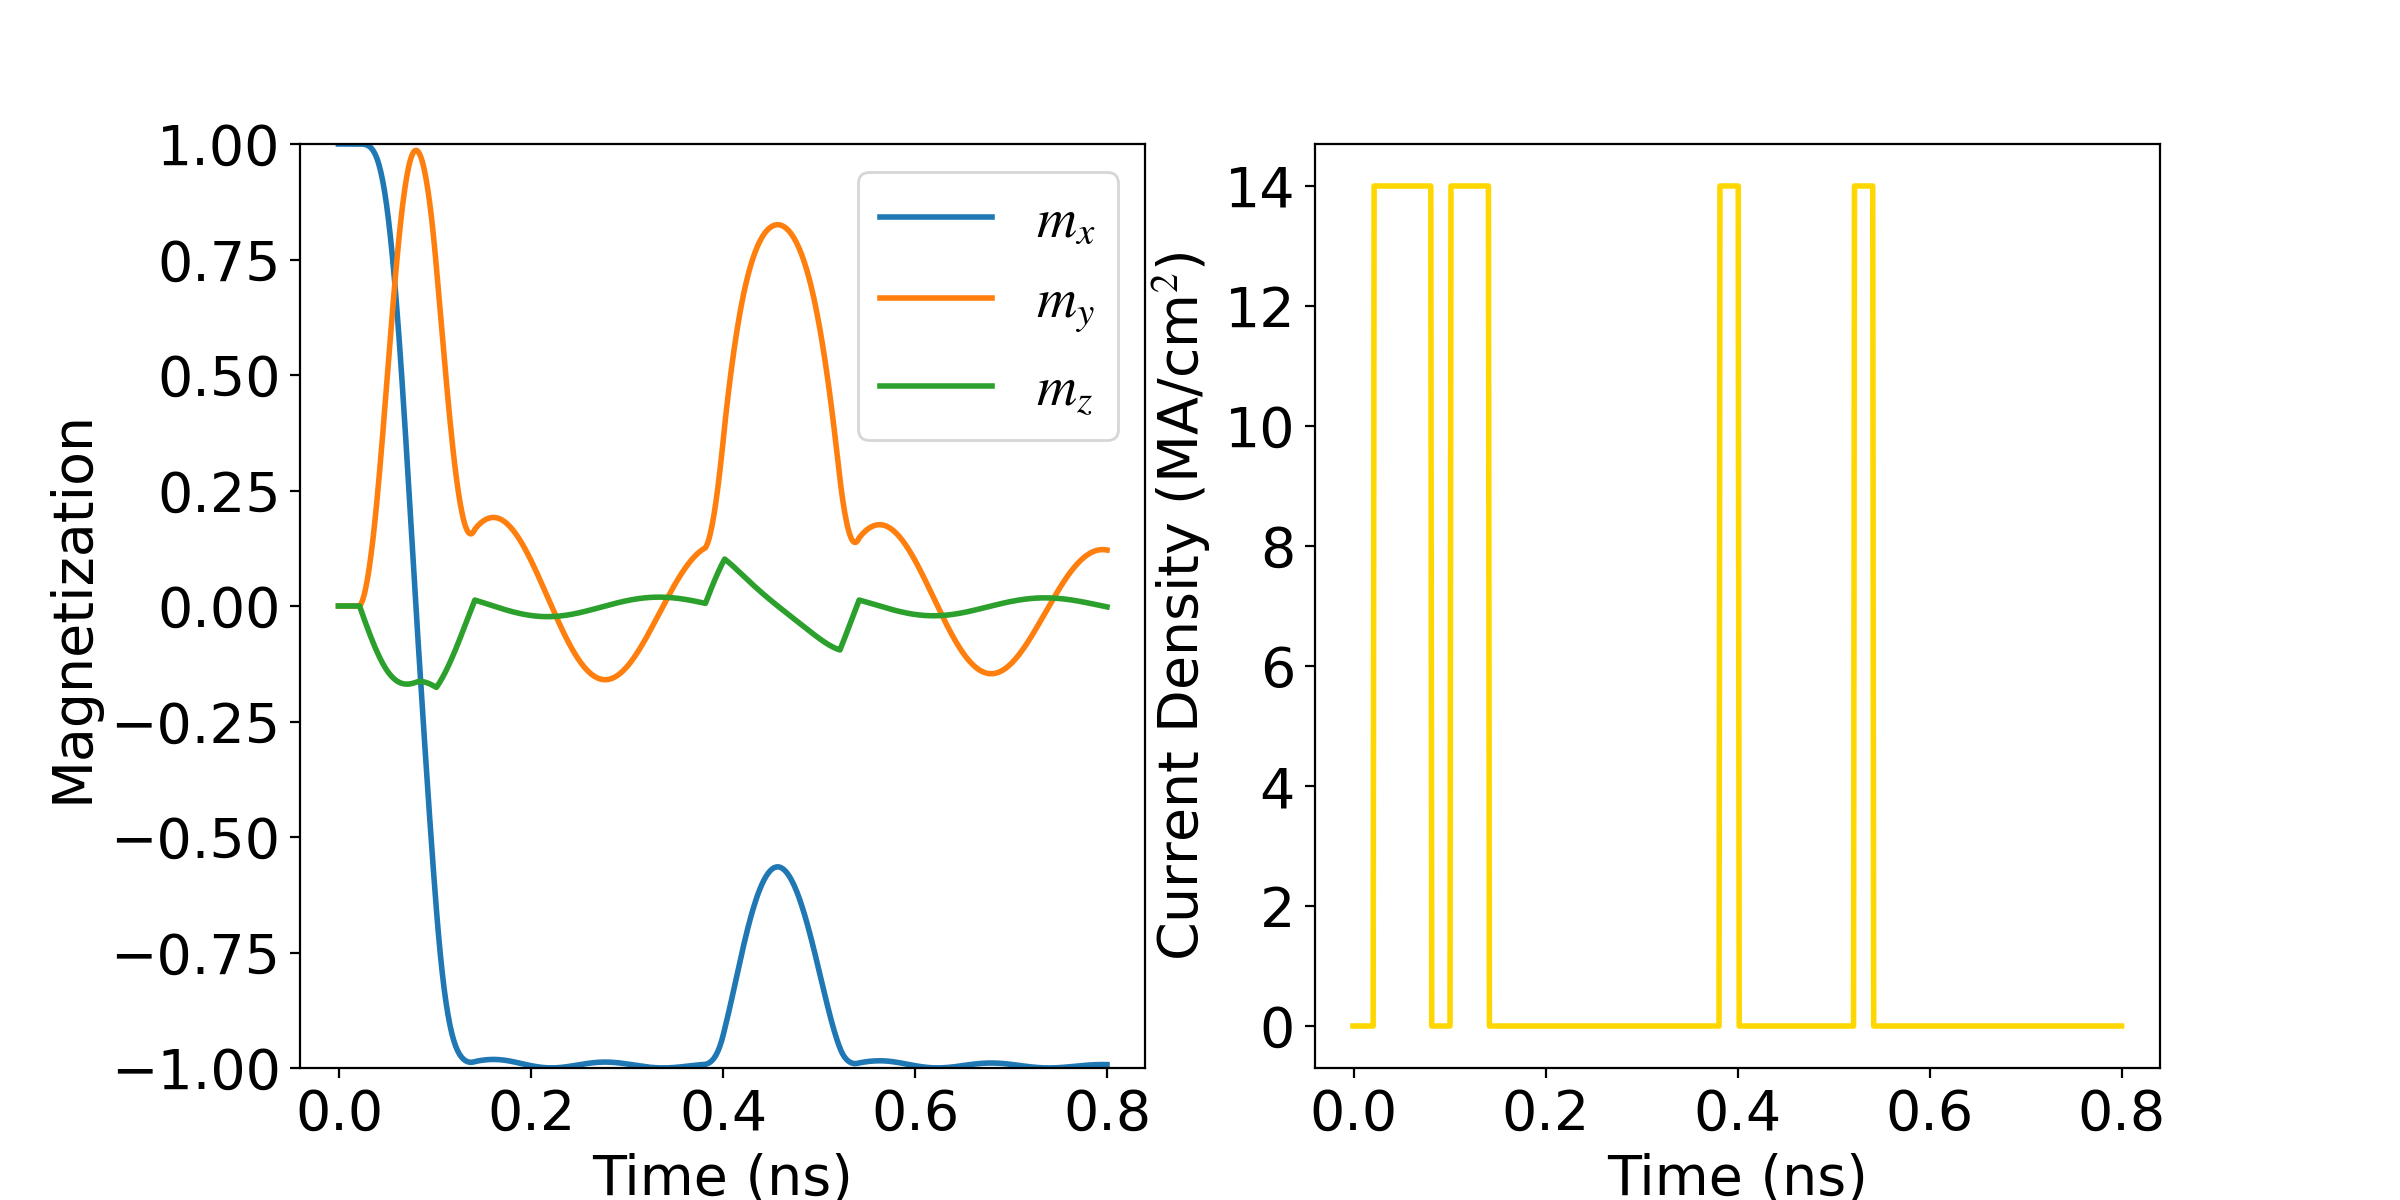 1.00
0.75
0.50
0.25
0.00
−0.25
−0.50
−0.75
−1.00
Magnetization
0.0 0.2 0.4 0.6 0.8
Time (ns)
m_x
m_y
m_z
14
12
10
8
6
4
2
0
Current Density (MA/cm²)
0.0 0.2 0.4 0.6 0.8
Time (ns)